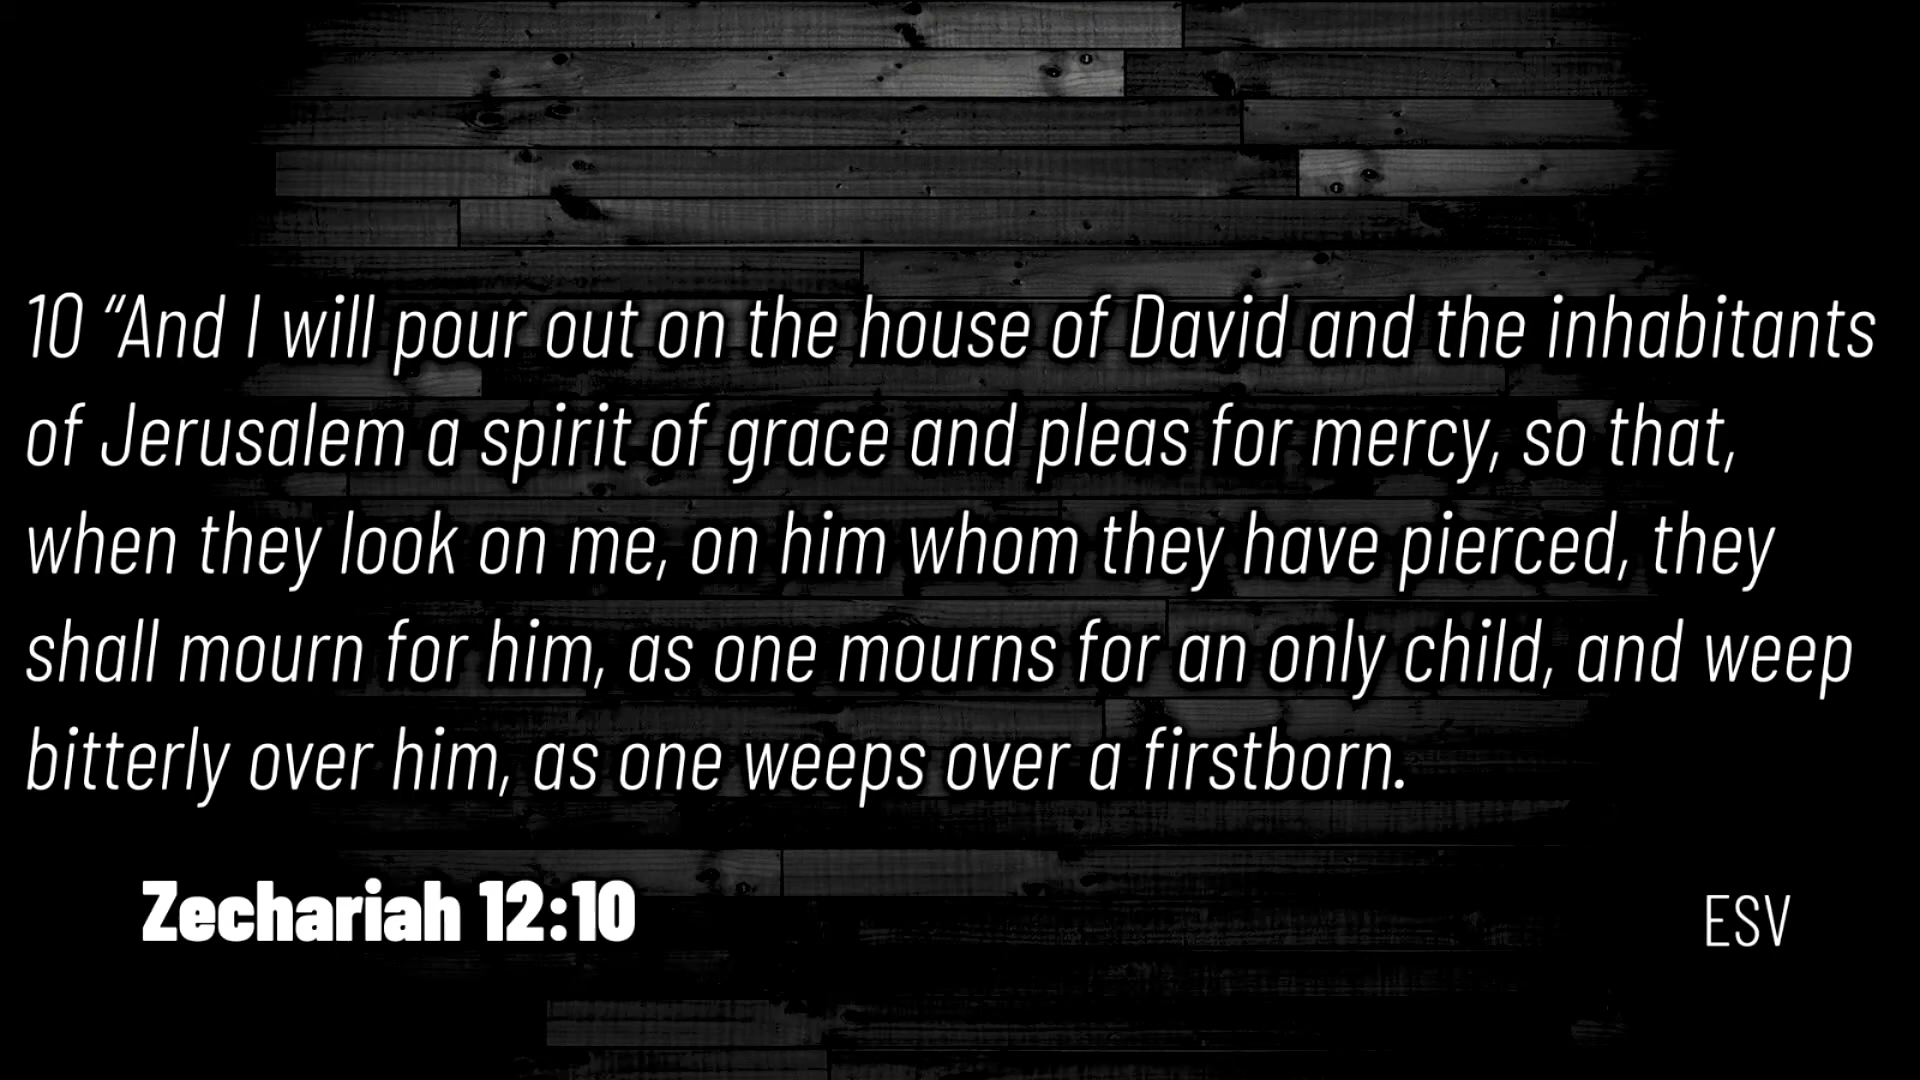 10 “And I will pour out on the house of David and the inhabitants
of Jerusalem a spirit of grace and pleas for mercy, so that,
when they look on me, on him whom they have pierced, they
shall mourn for him, as one mourns for an only child, and weep
bitterly over him, as one weeps over a firstborn.
Zechariah 12:10
ESV